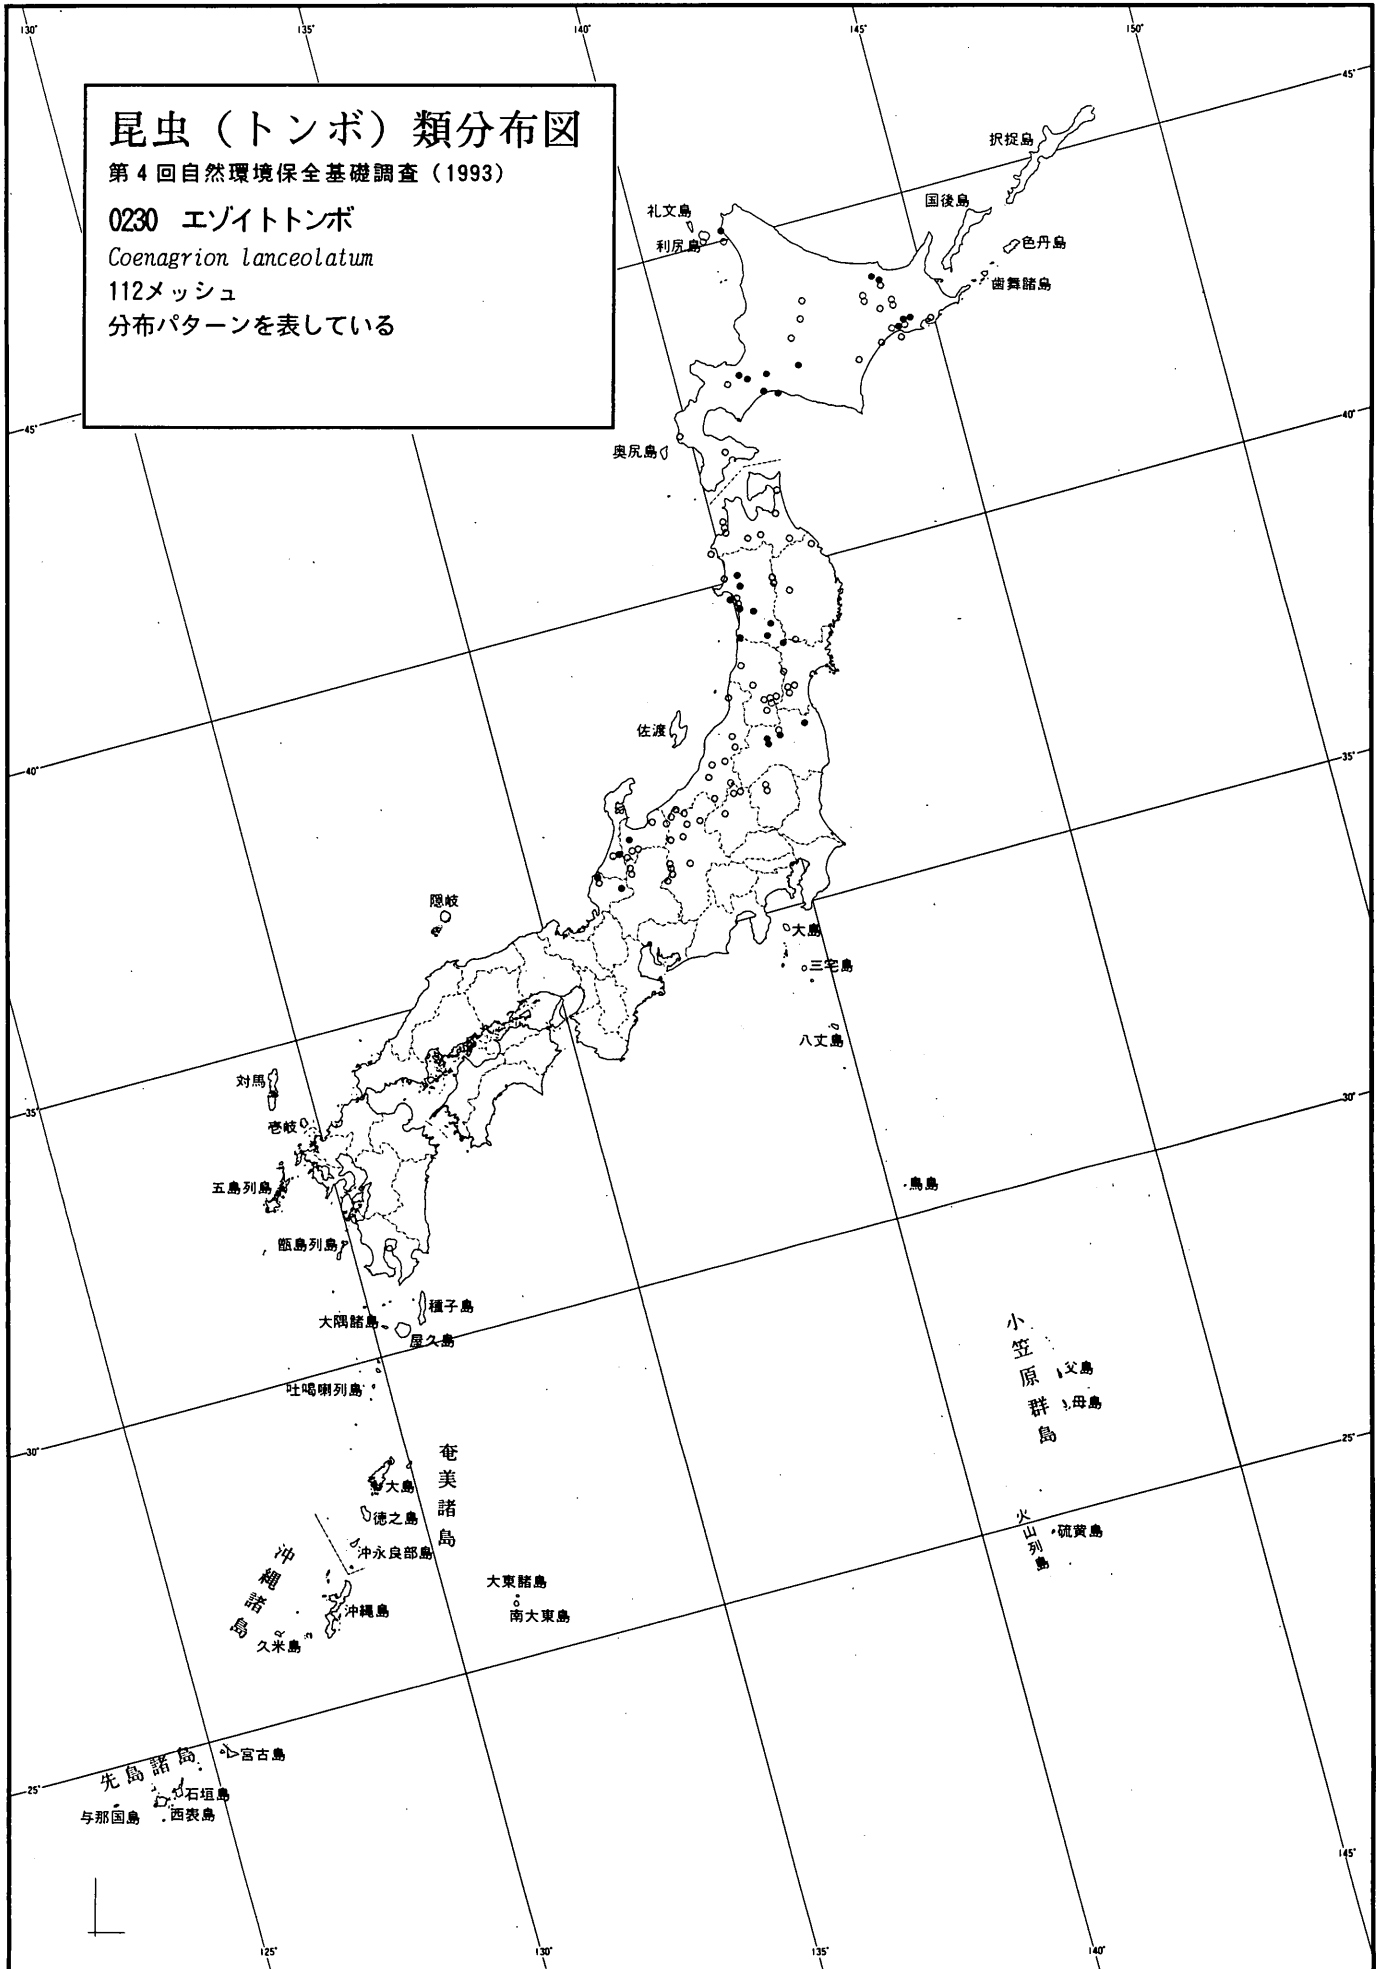 130°
135°
140°
145°
150°
昆虫（トンボ）類分布図
第4回自然環境保全基礎調査（1993）
0230 エゾイトトンボ
Coenagrion lanceolatum
112メッシュ
分布パターンを表している
45°
択捉島
国後島
色丹島
歯舞諸島
礼文島
利尻島
奥尻島
45°
40°
佐渡
40°
35°
隠岐
大島
三宅島
八丈島
対馬
壱岐
35°
30°
五島列島
鳥島
甑島列島
種子島
大隅諸島
屋久島
吐噶喇列島
小笠原群島
父島
母島
30°
25°
奄美諸島
大島
徳之島
沖永良部島
火山列島
硫黄島
沖縄諸島
沖縄島
久米島
大東諸島
南大東島
先島諸島
宮古島
石垣島
西表島
与那国島
25°
145°
125°
130°
135°
140°